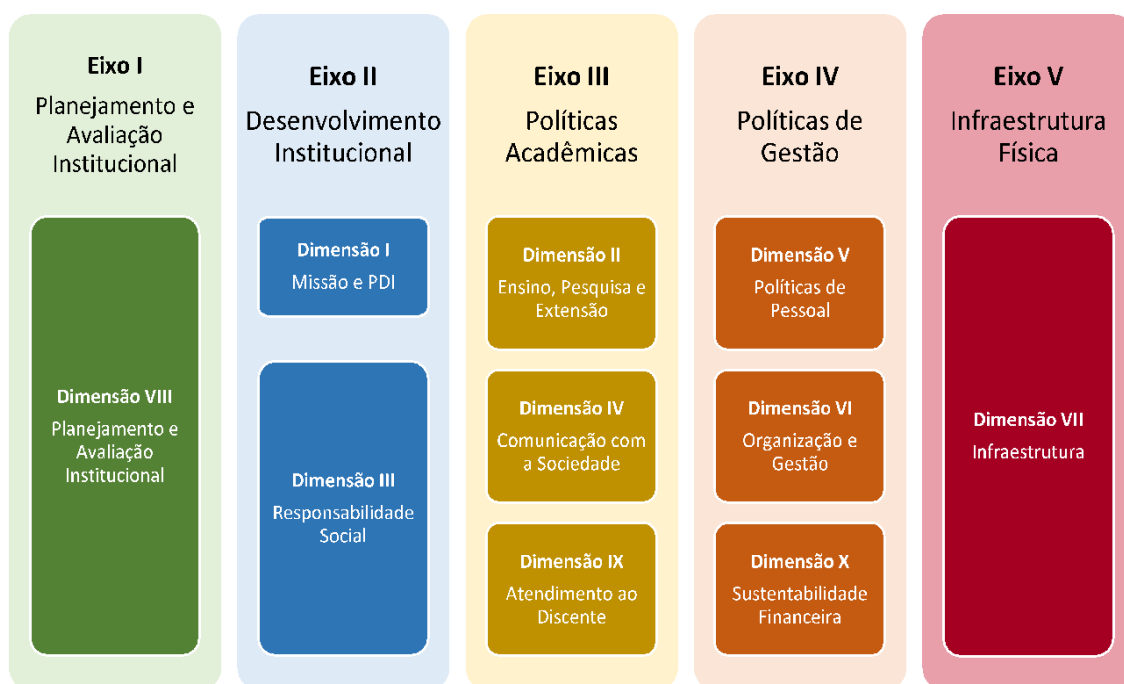 Eixo I
Planejamento e
Avaliação
Institucional
Dimensão VIII
Planejamento e
Avaliação
Institucional
Eixo II
Desenvolvimento
Institucional
Dimensão I
Missão e PDI
Dimensão III
Responsabilidade
Social
Eixo III
Políticas
Acadêmicas
Dimensão II
Ensino, Pesquisa e
Extensão
Dimensão IV
Comunicação com
a Sociedade
Dimensão IX
Atendimento ao
Discente
Eixo IV
Políticas de
Gestão
Dimensão V
Políticas de
Pessoal
Dimensão VI
Organização e
Gestão
Dimensão X
Sustentabilidade
Financeira
Eixo V
Infraestrutura
Física
Dimensão VII
Infraestrutura